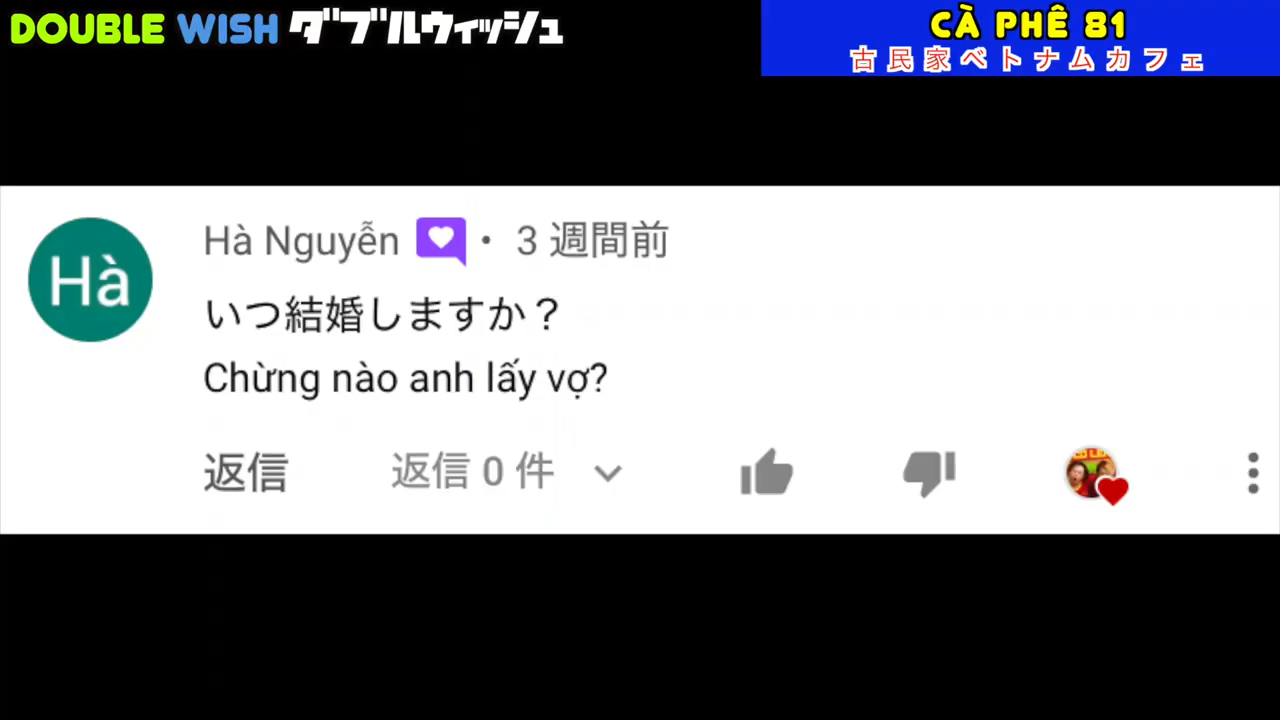 DOUBLE WISH ダブルウィッシュ
CÀ PHÊ 81
古民家ベトナムカフェ
Hà
Hà Nguyễn • 3 週間前
いつ結婚しますか？
Chừng nào anh lấy vợ?
返信 返信 0 件